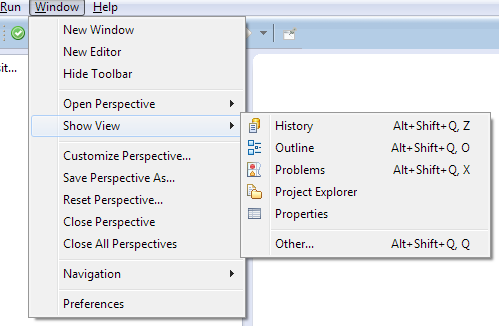 Run Window Help
New Window
New Editor
sit...
Hide Toolbar
Open Perspective
Show View
History Alt+Shift+Q, Z
Outline Alt+Shift+Q, O
Problems Alt+Shift+Q, X
Project Explorer
Properties
Other... Alt+Shift+Q, Q
Customize Perspective...
Save Perspective As...
Reset Perspective...
Close Perspective
Close All Perspectives
Navigation
Preferences